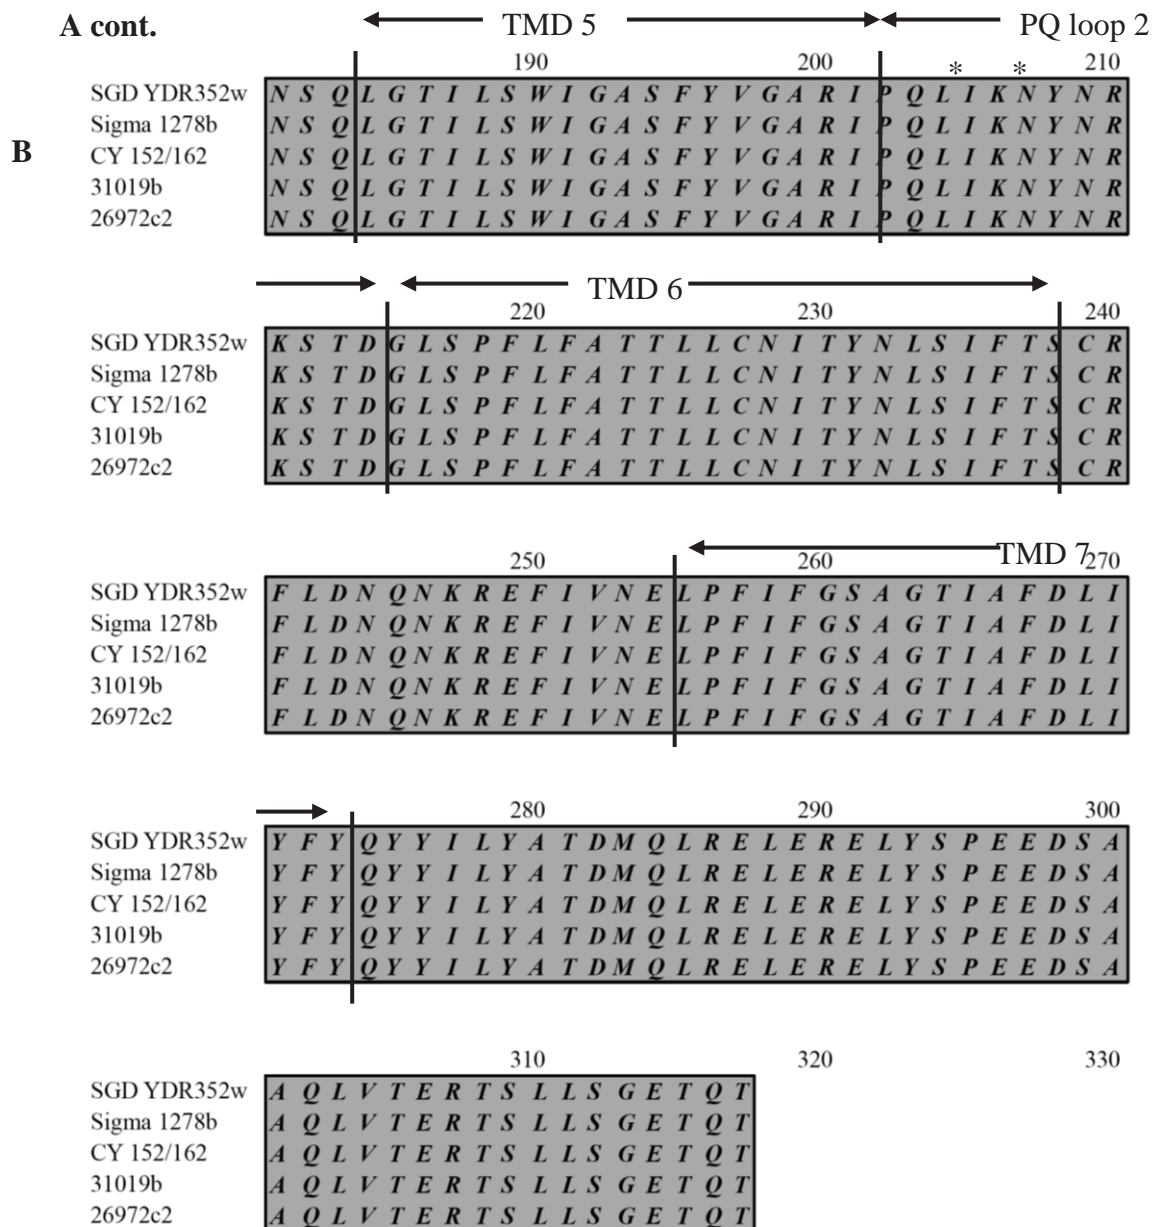 A cont.
TMD 5 PQ loop 2
190 200 * * 210
SGD YDR352w N S Q L G T I L S W I G A S F Y V G A R I P Q L I K N Y N R
Sigma 1278b N S Q L G T I L S W I G A S F Y V G A R I P Q L I K N Y N R
B
CY 152/162 N S Q L G T I L S W I G A S F Y V G A R I P Q L I K N Y N R
31019b N S Q L G T I L S W I G A S F Y V G A R I P Q L I K N Y N R
26972c2 N S Q L G T I L S W I G A S F Y V G A R I P Q L I K N Y N R
TMD 6
220 230 240
SGD YDR352w K S T D G L S P F L F A T T L L C N I T Y N L S I F T S C R
Sigma 1278b K S T D G L S P F L F A T T L L C N I T Y N L S I F T S C R
CY 152/162 K S T D G L S P F L F A T T L L C N I T Y N L S I F T S C R
31019b K S T D G L S P F L F A T T L L C N I T Y N L S I F T S C R
26972c2 K S T D G L S P F L F A T T L L C N I T Y N L S I F T S C R
TMD 7
250 260 270
SGD YDR352w F L D N Q N K R E F I V N E L P F I F G S A G T I A F D L I
Sigma 1278b F L D N Q N K R E F I V N E L P F I F G S A G T I A F D L I
CY 152/162 F L D N Q N K R E F I V N E L P F I F G S A G T I A F D L I
31019b F L D N Q N K R E F I V N E L P F I F G S A G T I A F D L I
26972c2 F L D N Q N K R E F I V N E L P F I F G S A G T I A F D L I
280 290 300
SGD YDR352w Y F Y Q Y Y I L Y A T D M Q L R E L E R E L Y S P E E D S A
Sigma 1278b Y F Y Q Y Y I L Y A T D M Q L R E L E R E L Y S P E E D S A
CY 152/162 Y F Y Q Y Y I L Y A T D M Q L R E L E R E L Y S P E E D S A
31019b Y F Y Q Y Y I L Y A T D M Q L R E L E R E L Y S P E E D S A
26972c2 Y F Y Q Y Y I L Y A T D M Q L R E L E R E L Y S P E E D S A
310 320 330
SGD YDR352w A Q L V T E R T S L L S G E T Q T
Sigma 1278b A Q L V T E R T S L L S G E T Q T
CY 152/162 A Q L V T E R T S L L S G E T Q T
31019b A Q L V T E R T S L L S G E T Q T
26972c2 A Q L V T E R T S L L S G E T Q T